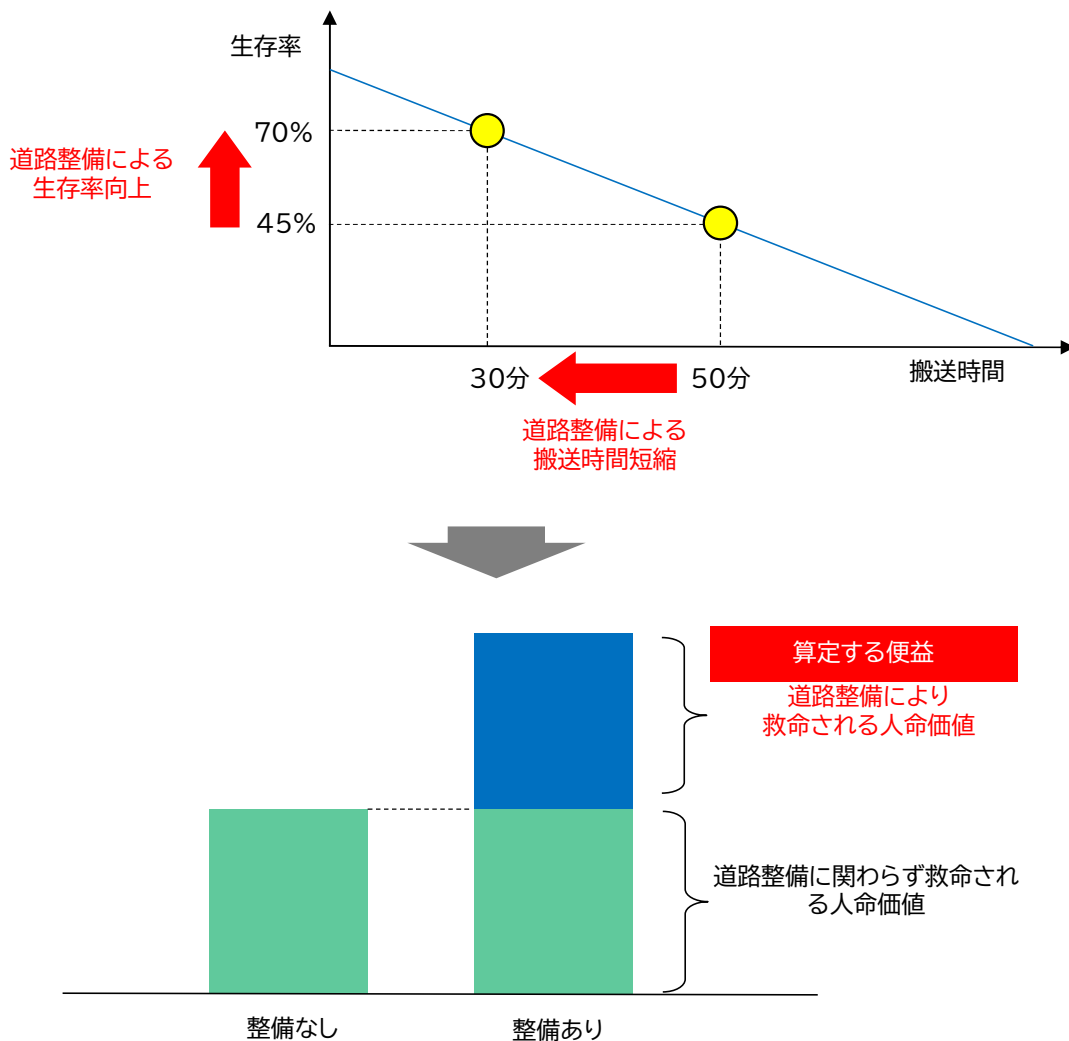 生存率
70%
道路整備による
生存率向上
45%
30分
50分
搬送時間
道路整備による
搬送時間短縮
算定する便益
道路整備により
救命される人命価値
道路整備に関わらず救命され
る人命価値
整備なし
整備あり